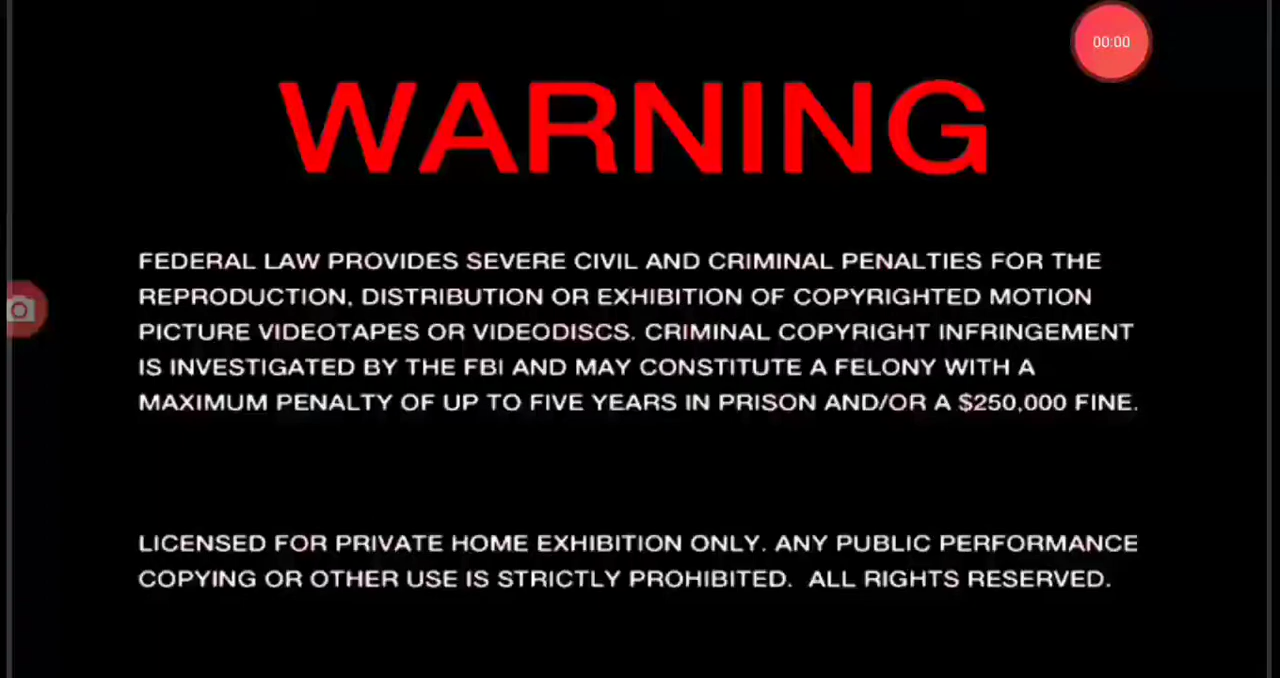 00:00
WARNING
FEDERAL LAW PROVIDES SEVERE CIVIL AND CRIMINAL PENALTIES FOR THE
REPRODUCTION, DISTRIBUTION OR EXHIBITION OF COPYRIGHTED MOTION
PICTURE VIDEOTAPES OR VIDEODISCS. CRIMINAL COPYRIGHT INFRINGEMENT
IS INVESTIGATED BY THE FBI AND MAY CONSTITUTE A FELONY WITH A
MAXIMUM PENALTY OF UP TO FIVE YEARS IN PRISON AND/OR A $250,000 FINE.
LICENSED FOR PRIVATE HOME EXHIBITION ONLY. ANY PUBLIC PERFORMANCE
COPYING OR OTHER USE IS STRICTLY PROHIBITED.  ALL RIGHTS RESERVED.